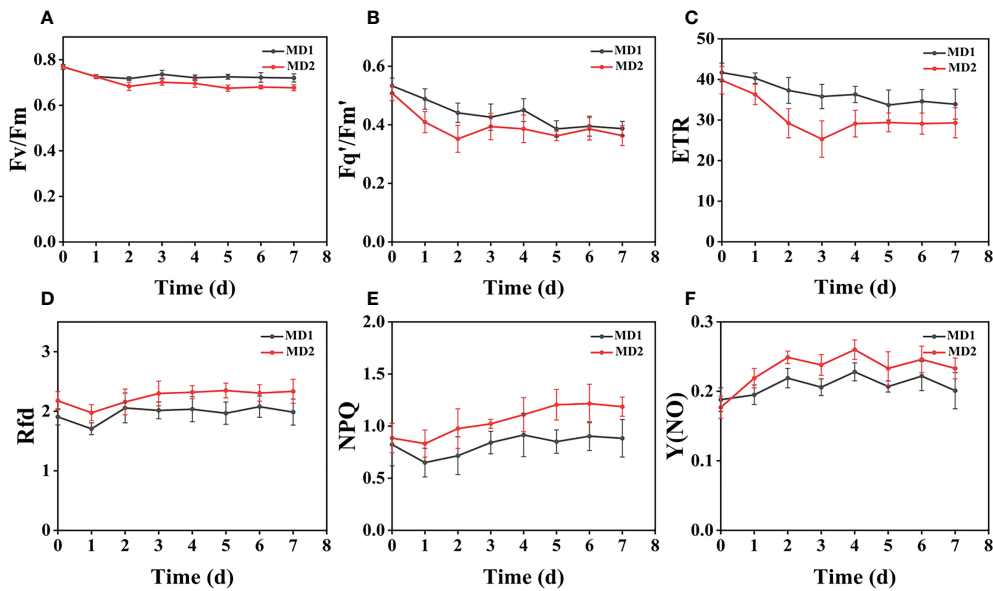 A
Fv/Fm
0.8
0.6
0.4
0.2
0.0
MD1
MD2
0 1 2 3 4 5 6 7 8
Time (d)
B
Fq'/Fm'
0.6
0.4
0.2
0.0
MD1
MD2
0 1 2 3 4 5 6 7 8
Time (d)
C
ETR
50
40
30
20
10
0
MD1
MD2
0 1 2 3 4 5 6 7 8
Time (d)
D
Rfd
3
2
1
0
MD1
MD2
0 1 2 3 4 5 6 7 8
Time (d)
E
NPQ
2.0
1.5
1.0
0.5
0.0
MD1
MD2
0 1 2 3 4 5 6 7 8
Time (d)
F
Y(NO)
0.3
0.2
0.1
0.0
MD1
MD2
0 1 2 3 4 5 6 7 8
Time (d)